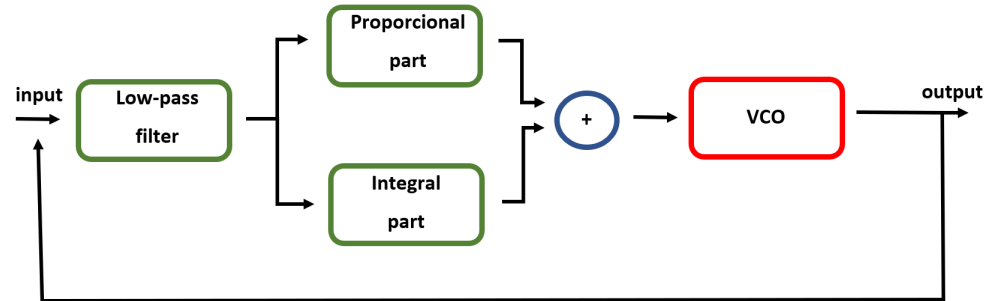 input
Low-pass
filter
Proporcional
part
Integral
part
+
VCO
output